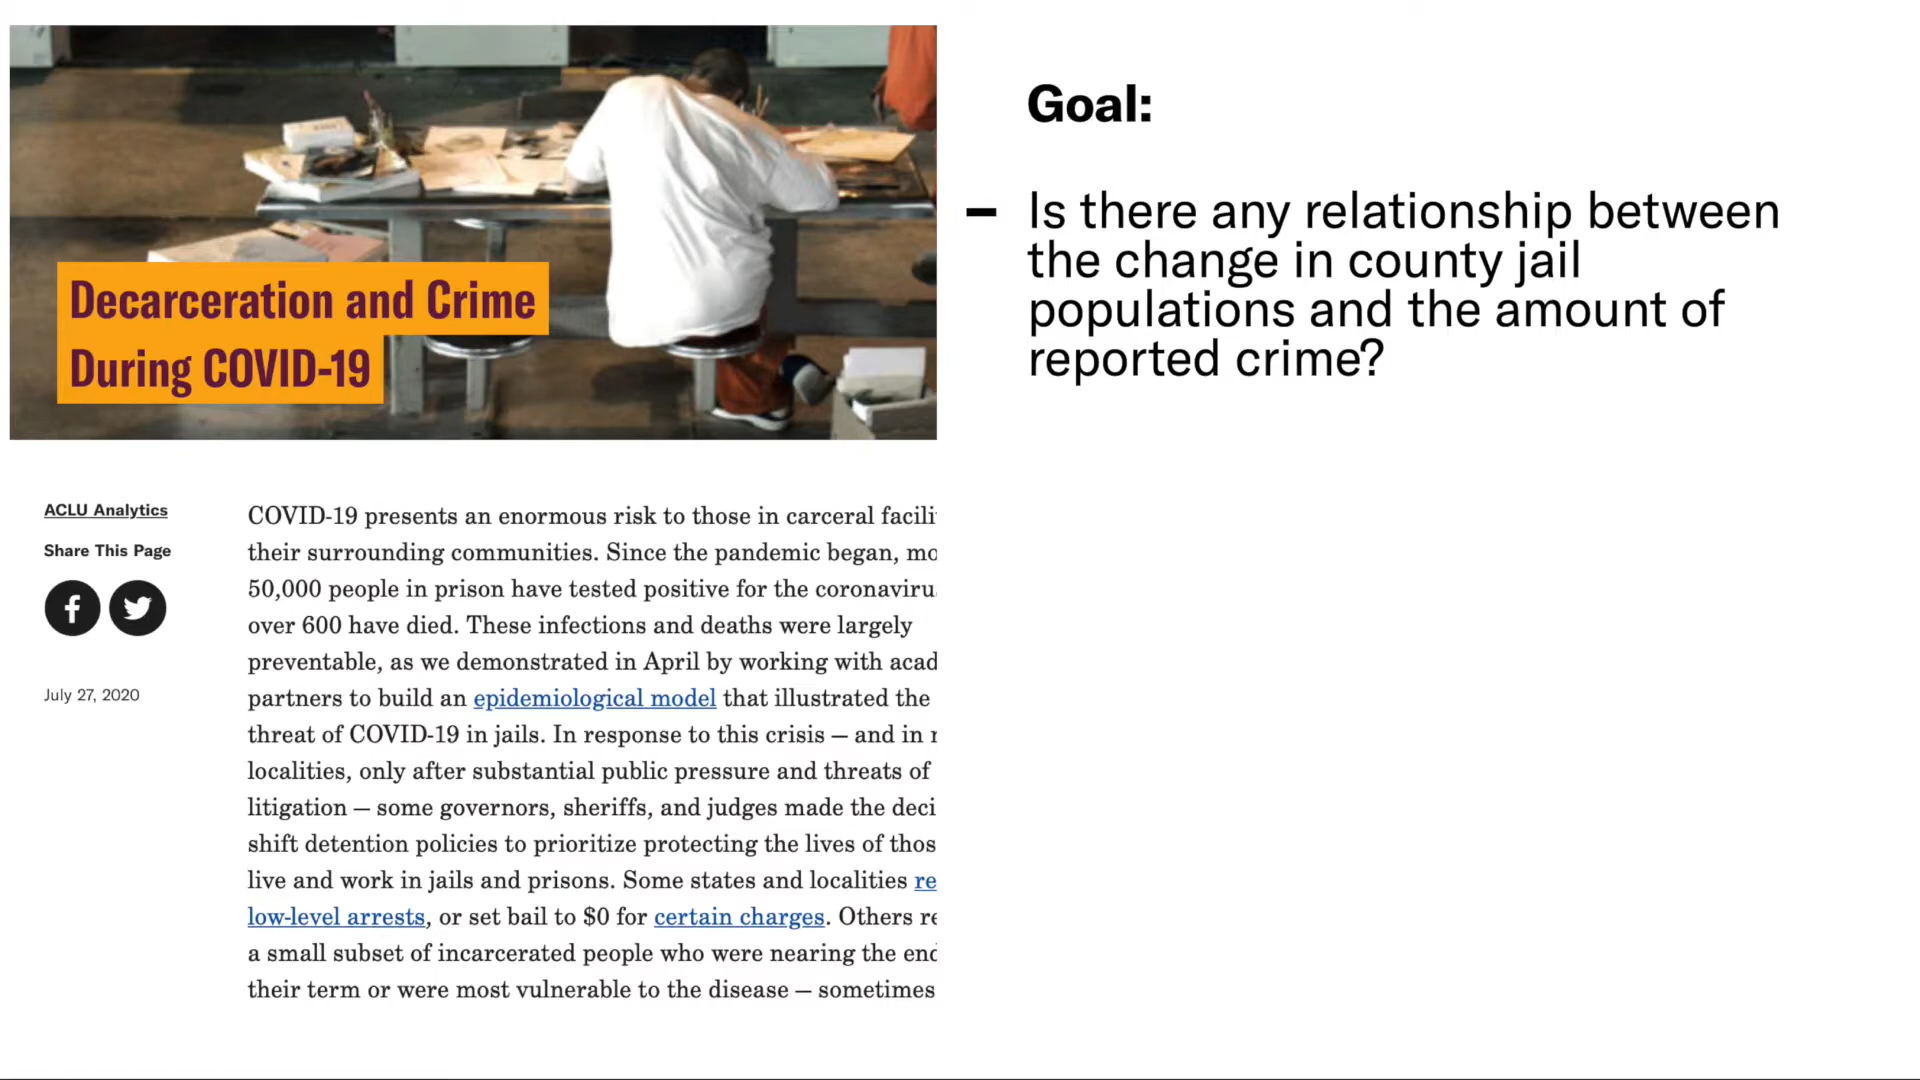 Decarceration and Crime
During COVID-19
Goal:
– Is there any relationship between
the change in county jail
populations and the amount of
reported crime?
ACLU Analytics
Share This Page
July 27, 2020
COVID-19 presents an enormous risk to those in carceral facili
their surrounding communities. Since the pandemic began, mo
50,000 people in prison have tested positive for the coronaviru
over 600 have died. These infections and deaths were largely
preventable, as we demonstrated in April by working with acad
partners to build an epidemiological model that illustrated the
threat of COVID-19 in jails. In response to this crisis — and in
localities, only after substantial public pressure and threats of
litigation — some governors, sheriffs, and judges made the deci
shift detention policies to prioritize protecting the lives of thos
live and work in jails and prisons. Some states and localities re
low-level arrests, or set bail to $0 for certain charges. Others re
a small subset of incarcerated people who were nearing the end
their term or were most vulnerable to the disease — sometimes